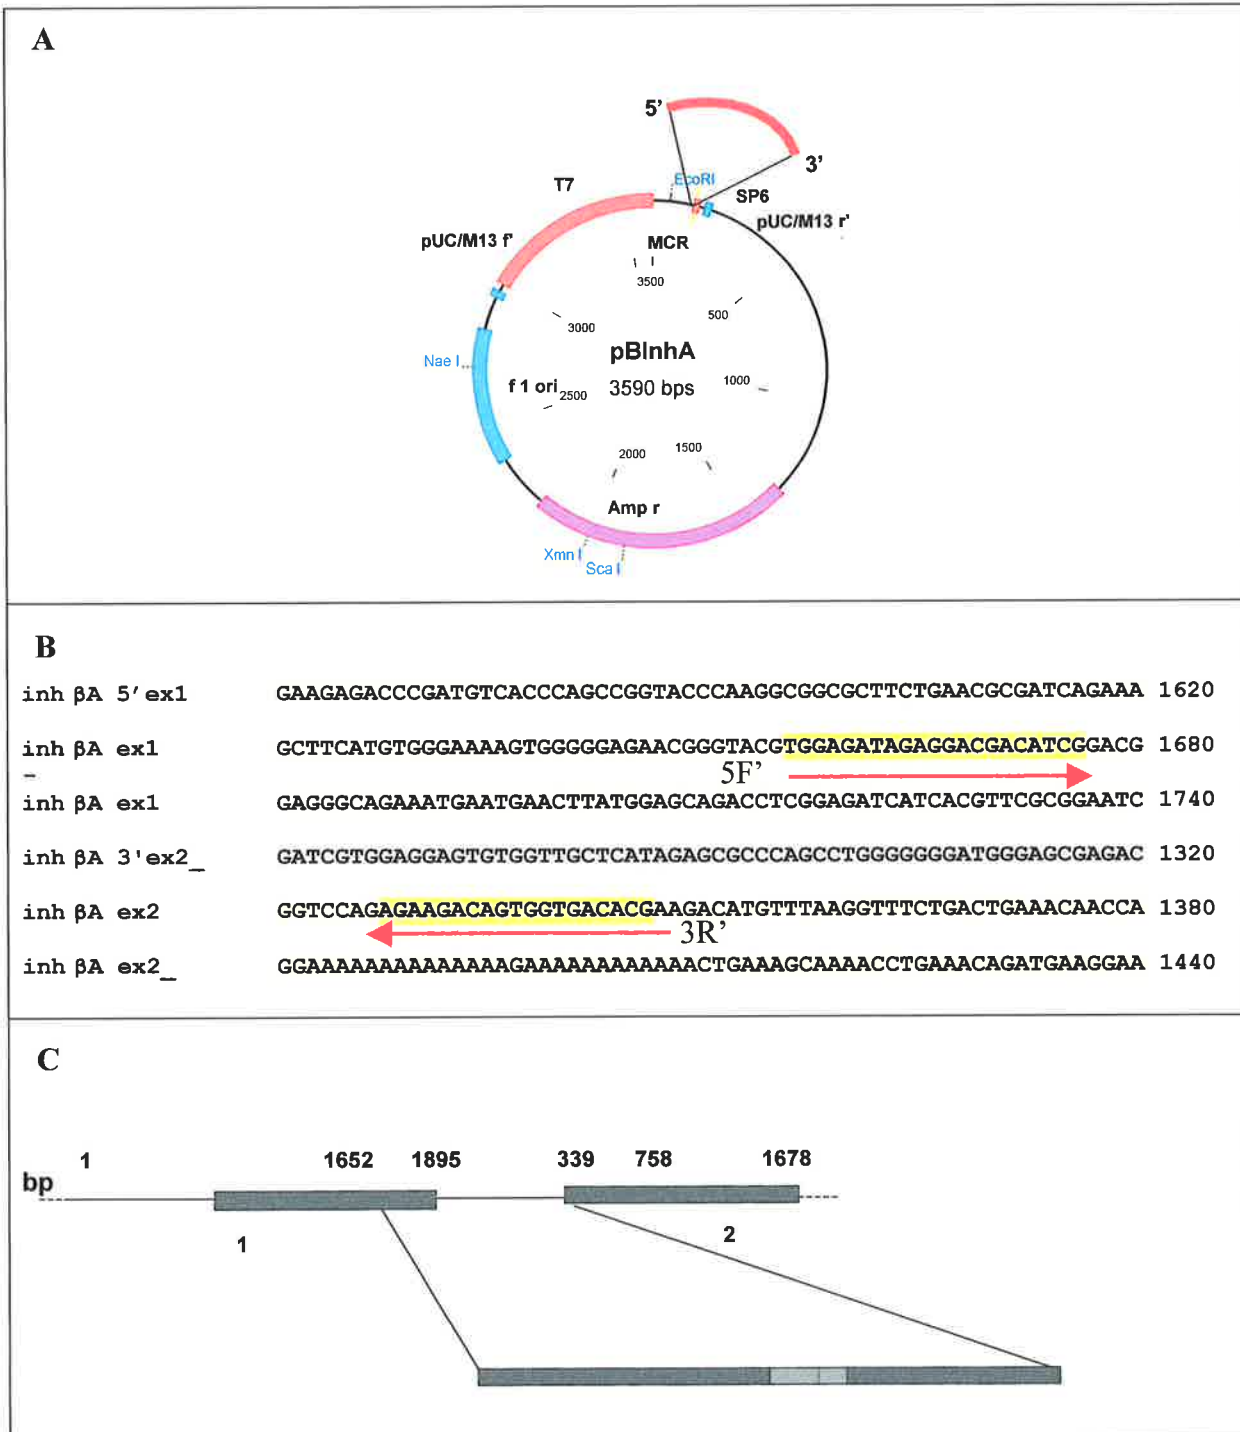 A
5'
3'
EcoRI
T7
SP6
pUC/M13 r'
pUC/M13 f'
MCR
3500
500
3000
pBInhA
Nae I
f 1 ori
2500
3590 bps
1000
2000
1500
Amp r
Xmn I
Sca I
B
inh βA 5'ex1 GAAGAGACCCGATGTCACCCAGCCGGTACCCAAGGCGGCGCTTCTGAACGCGATCAGAAA 1620
inh βA ex1 GCTTCATGTGGGAAAAGTGGGGGAGAACGGGTACGTGGAGATAGAGGACGACATCGGACG 1680
5F'
inh βA ex1 GAGGGCAGAAATGAATGAACTTATGGAGCAGACCTCGGAGATCATCACGTTCGCGGAATC 1740
inh βA 3'ex2_ GATCGTGGAGGAGTGTGGTTGCTCATAGAGCGCCCAGCCTGGGGGGGATGGGAGCGAGAC 1320
inh βA ex2 GGTCCAGAGAAGACAGTGGTGACACGAAGACATGTTTAAGGTTTCTGACTGAAACAACCA 1380
3R'
inh βA ex2_ GGAAAAAAAAAAAAAAGAAAAAAAAAAAACTGAAAGCAAAACCTGAAACAGATGAAGGAA 1440
C
1 1652 1895 339 758 1678
bp
1 2